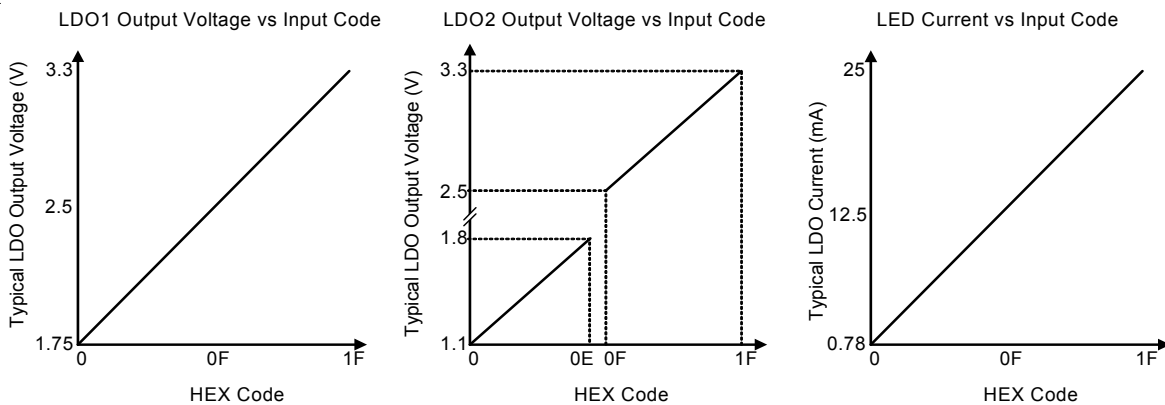 LDO1 Output Voltage vs Input Code
Typical LDO Output Voltage (V)
3.3
2.5
1.75
0
0F
1F
HEX Code
LDO2 Output Voltage vs Input Code
Typical LDO Output Voltage (V)
3.3
2.5
1.8
1.1
0
0E
0F
1F
HEX Code
LED Current vs Input Code
Typical LDO Current (mA)
25
12.5
0.78
0
0F
1F
HEX Code